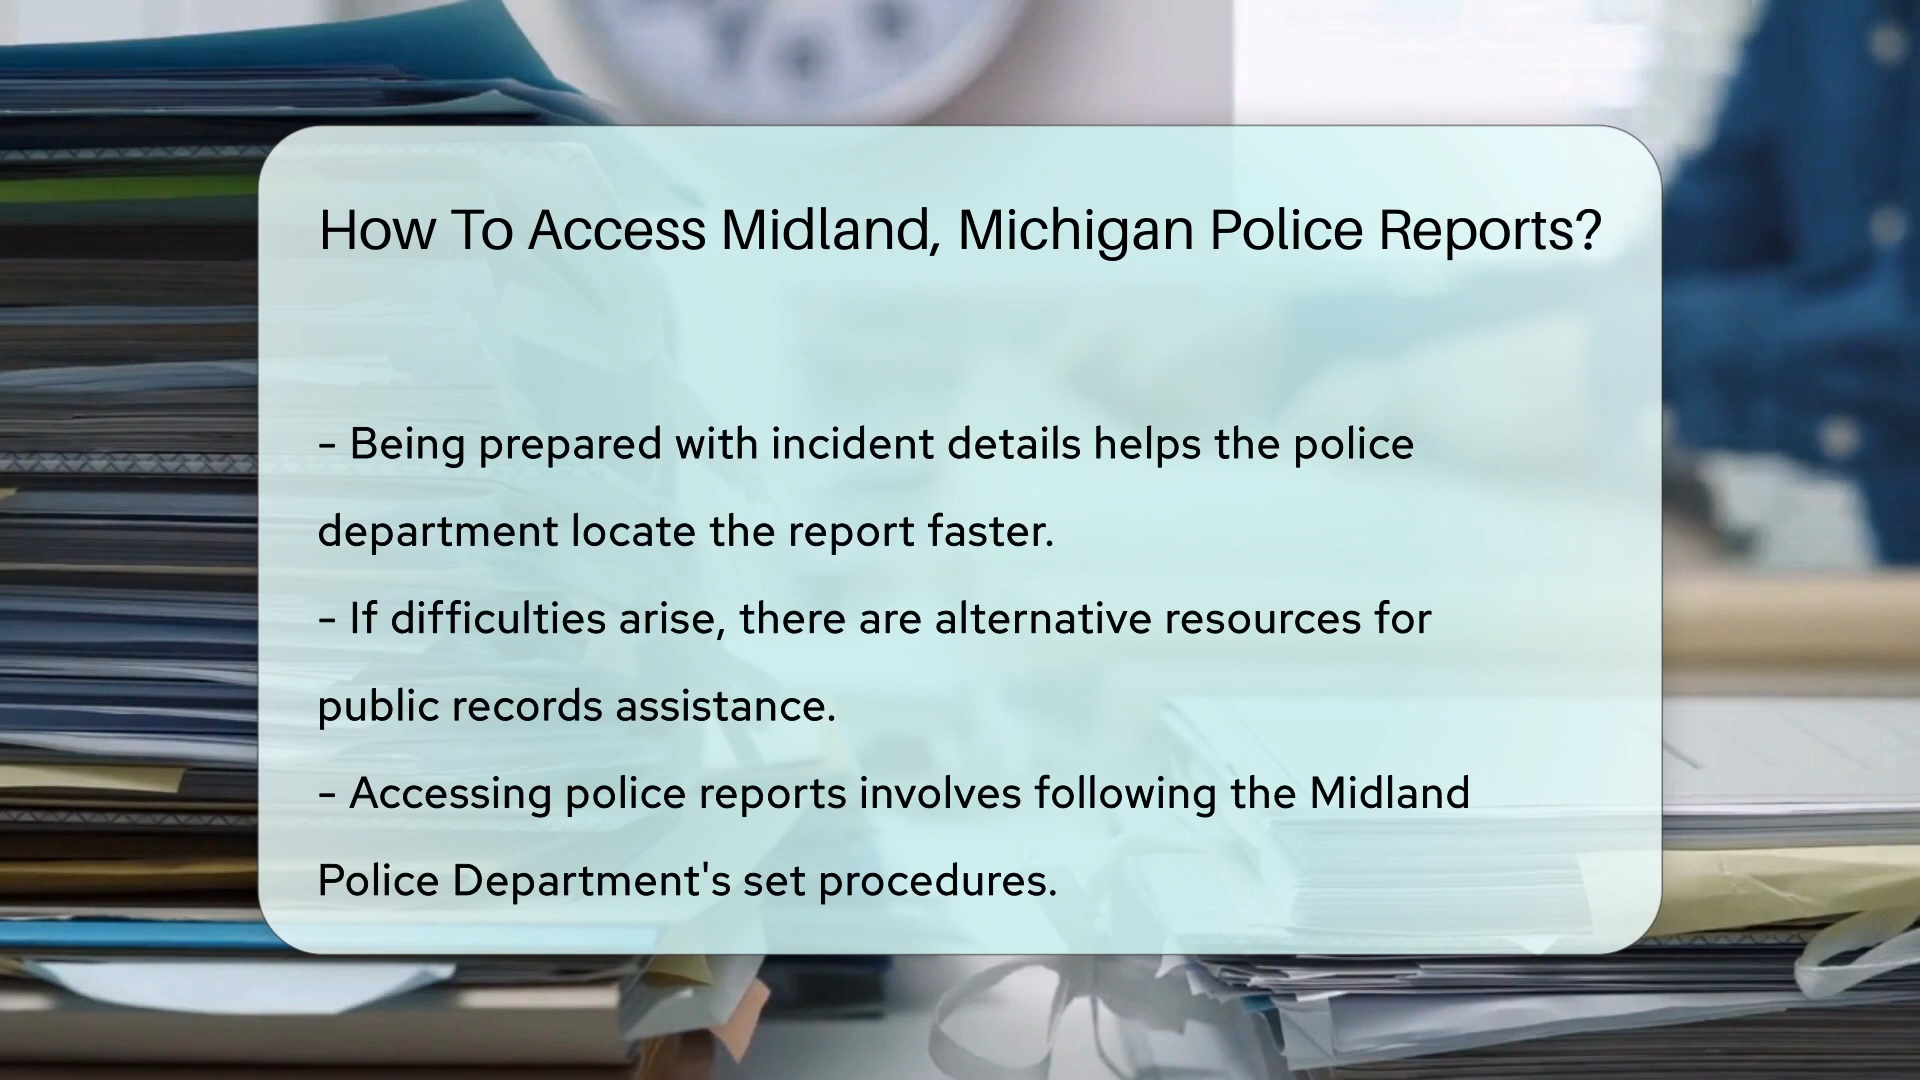 How To Access Midland, Michigan Police Reports?
- Being prepared with incident details helps the police
department locate the report faster.
- If difficulties arise, there are alternative resources for
public records assistance.
- Accessing police reports involves following the Midland
Police Department's set procedures.